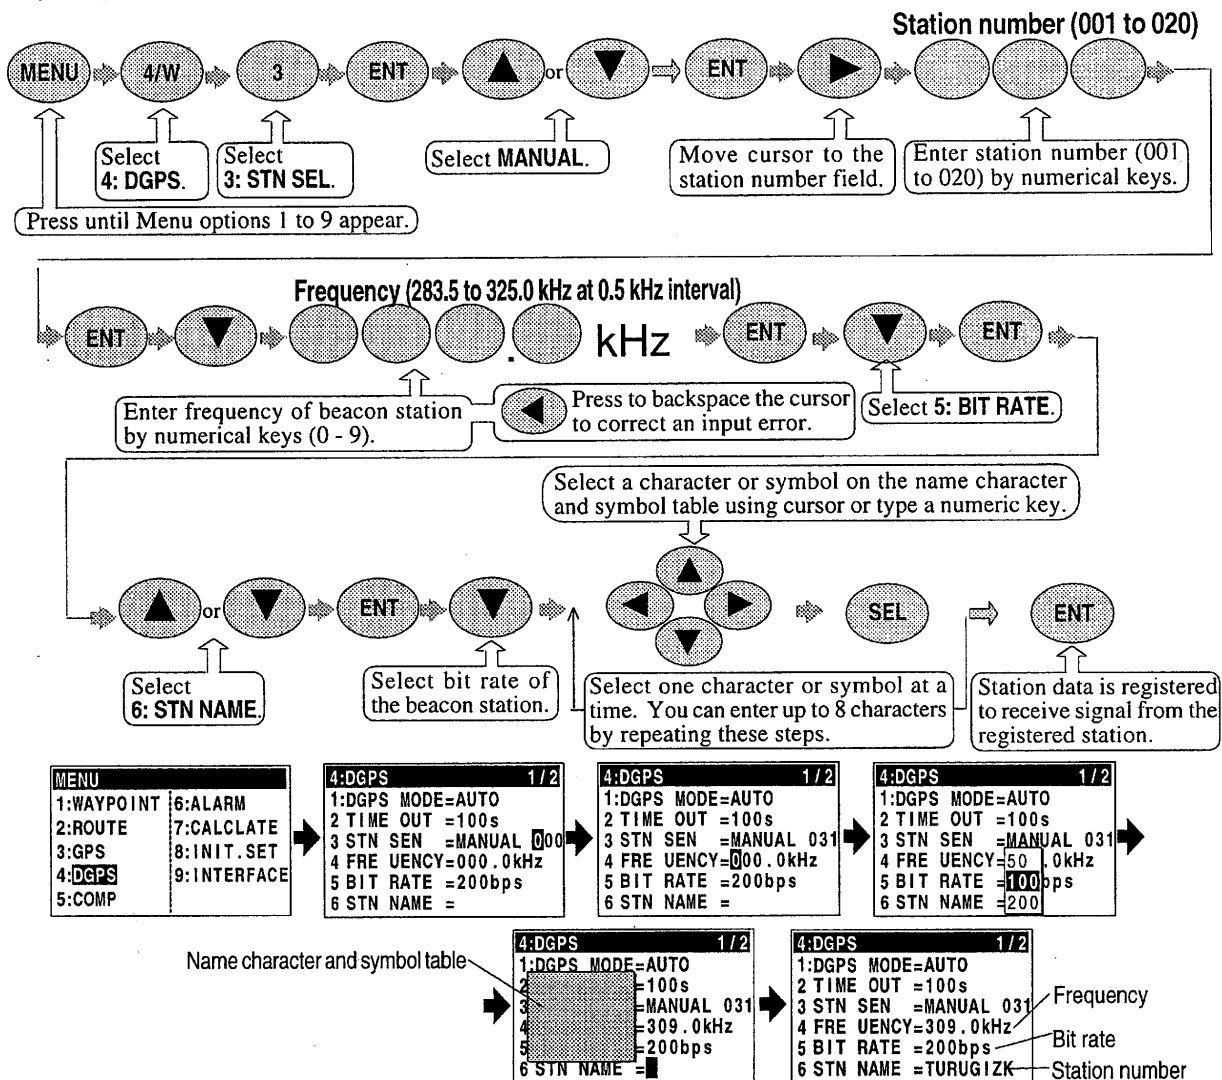 Station number (001 to 020)
MENU 4/W 3 ENT or ENT
Select
4: DGPS.
Select
3: STN SEL.
Select MANUAL.
Move cursor to the
station number field.
Enter station number (001
to 020) by numerical keys.
Press until Menu options 1 to 9 appear.
Frequency (283.5 to 325.0 kHz at 0.5 kHz interval)
ENT . kHz ENT ENT
Enter frequency of beacon station
by numerical keys (0 - 9).
Press to backspace the cursor
to correct an input error.
Select 5: BIT RATE.
Select a character or symbol on the name character
and symbol table using cursor or type a numeric key.
or ENT SEL ENT
Select
6: STN NAME.
Select bit rate of
the beacon station.
Select one character or symbol at a
time. You can enter up to 8 characters
by repeating these steps.
Station data is registered
to receive signal from the
registered station.
MENU
1:WAYPOINT 6:ALARM
2:ROUTE 7:CALCLATE
3:GPS 8:INIT.SET
4:DGPS 9:INTERFACE
5:COMP
4:DGPS 1/2
1:DGPS MODE=AUTO
2 TIME OUT =100s
3 STN SEN =MANUAL 000
4 FRE UENCY=000.0kHz
5 BIT RATE =200bps
6 STN NAME =
4:DGPS 1/2
1:DGPS MODE=AUTO
2 TIME OUT =100s
3 STN SEN =MANUAL 031
4 FRE UENCY=000.0kHz
5 BIT RATE =200bps
6 STN NAME =
4:DGPS 1/2
1:DGPS MODE=AUTO
2 TIME OUT =100s
3 STN SEN =MANUAL 031
4 FRE UENCY=50 .0kHz
5 BIT RATE =100bps
6 STN NAME =200
Name character and symbol table
4:DGPS 1/2
1:DGPS MODE=AUTO
2 =100s
3 =MANUAL 031
4 =309.0kHz
5 =200bps
6 STN NAME =
4:DGPS 1/2
1:DGPS MODE=AUTO
2 TIME OUT =100s
3 STN SEN =MANUAL 031
4 FRE UENCY=309.0kHz
5 BIT RATE =200bps
6 STN NAME =TURUGIZK
Frequency
Bit rate
Station number